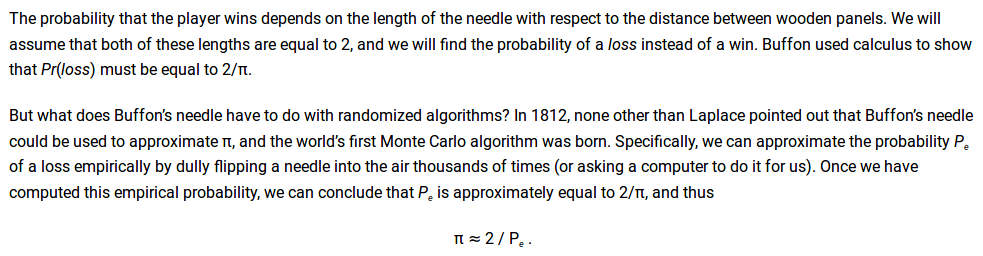 The probability that the player wins depends on the length of the needle with respect to the distance between wooden panels. We will
assume that both of these lengths are equal to 2, and we will find the probability of a loss instead of a win. Buffon used calculus to show
that Pr(loss) must be equal to 2/π.
But what does Buffon's needle have to do with randomized algorithms? In 1812, none other than Laplace pointed out that Buffon's needle
could be used to approximate π, and the world's first Monte Carlo algorithm was born. Specifically, we can approximate the probability Pₑ
of a loss empirically by dully flipping a needle into the air thousands of times (or asking a computer to do it for us). Once we have
computed this empirical probability, we can conclude that Pₑ is approximately equal to 2/π, and thus
π ≈ 2 / Pₑ .